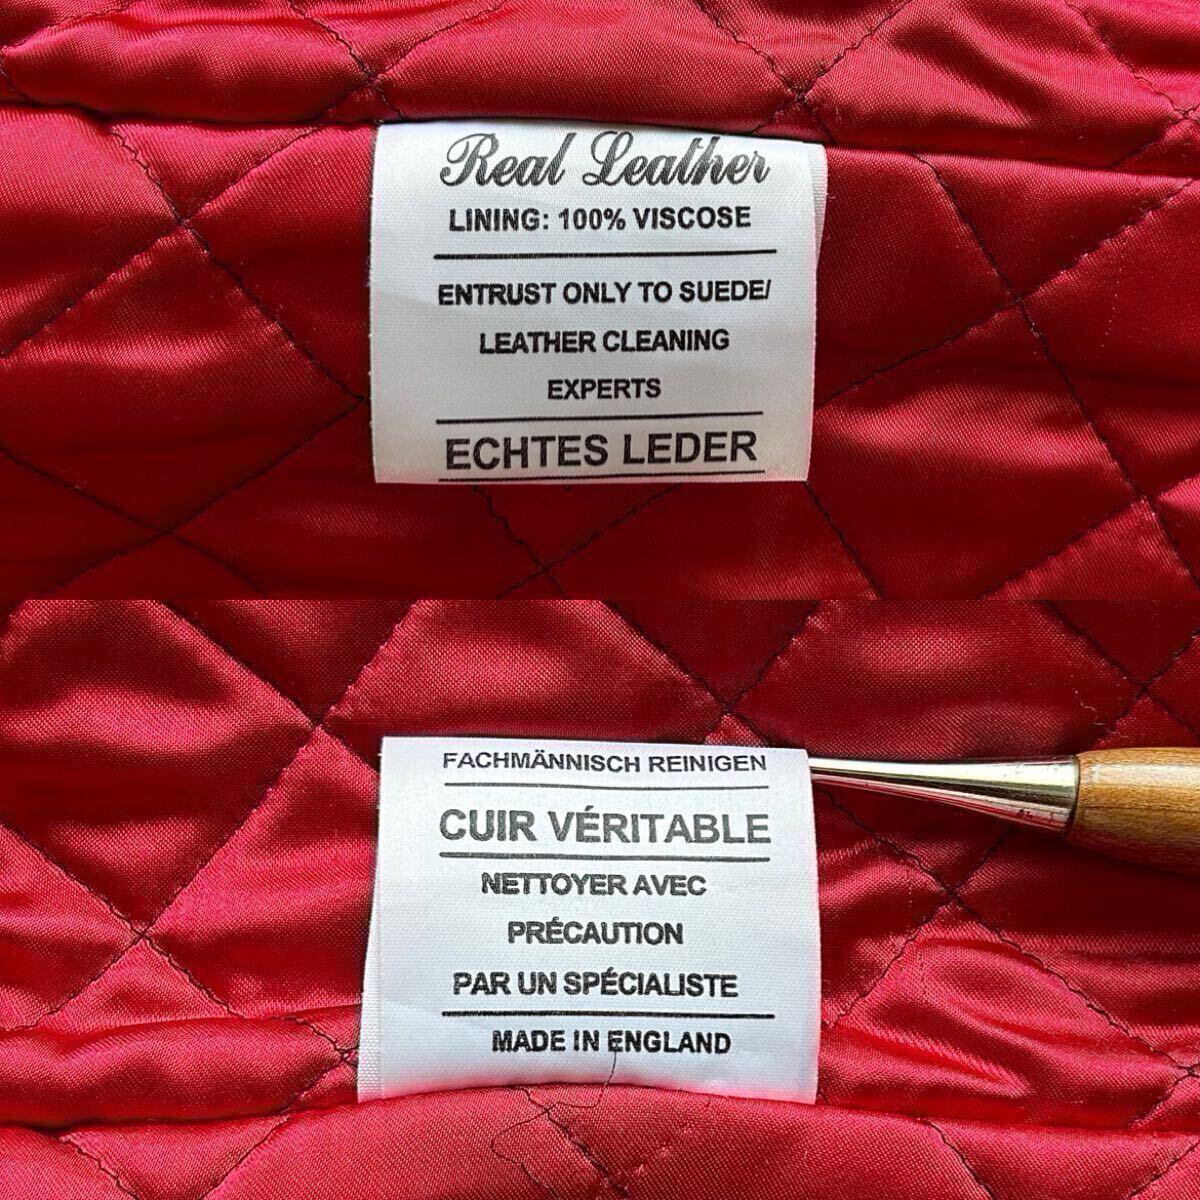 Real Leather
LINING: 100% VISCOSE
ENTRUST ONLY TO SUEDE/
LEATHER CLEANING
EXPERTS
ECHTES LEDER
FACHMÄNNISCH REINIGEN
CUIR VÉRITABLE
NETTOYER AVEC
PRÉCAUTION
PAR UN SPÉCIALISTE
MADE IN ENGLAND